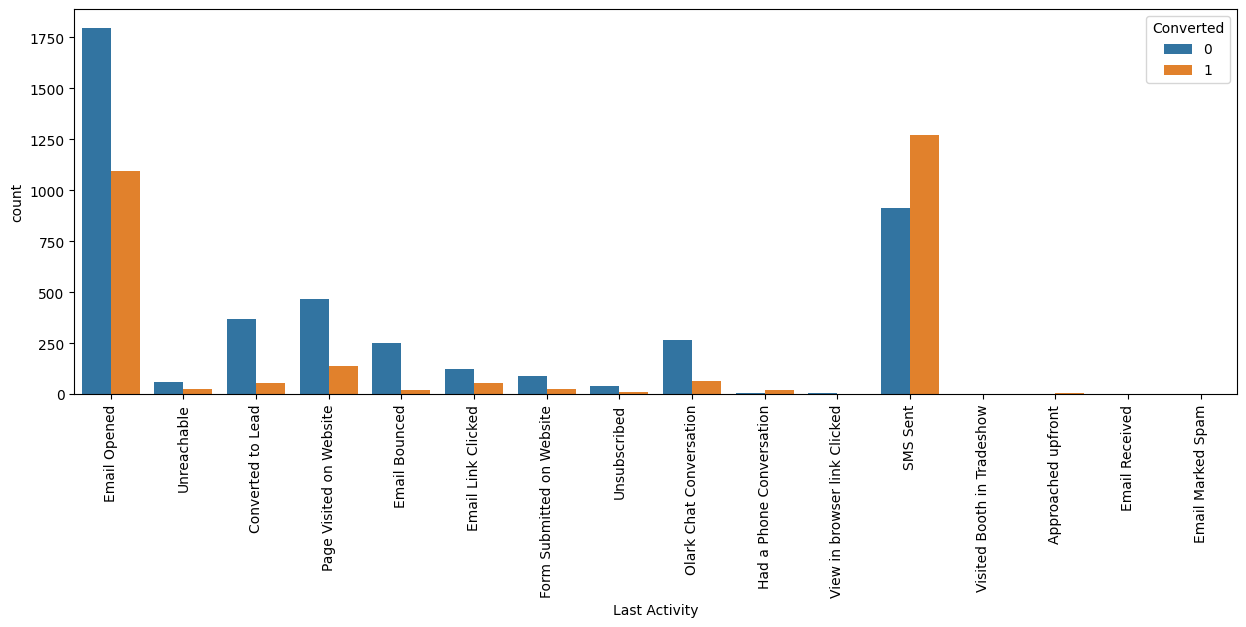 1750
1500
1250
1000
750
500
250
0
count
Converted
0
1
Email Opened
Unreachable
Converted to Lead
Page Visited on Website
Email Bounced
Email Link Clicked
Form Submitted on Website
Unsubscribed
Olark Chat Conversation
Had a Phone Conversation
View in browser link Clicked
SMS Sent
Visited Booth in Tradeshow
Approached upfront
Email Received
Email Marked Spam
Last Activity